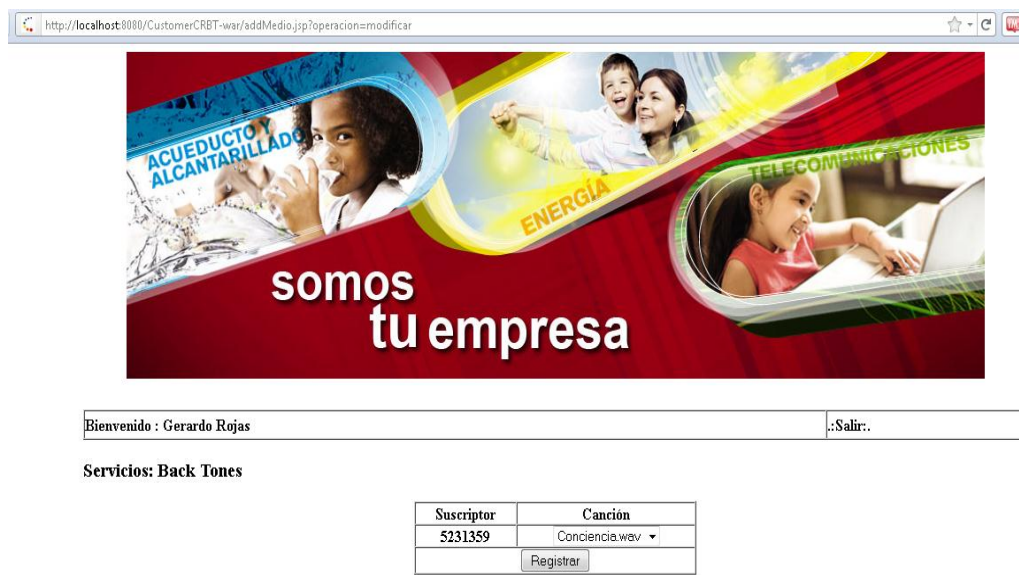 http://localhost:8080/CustomerCRBT-war/addMedio.jsp?operacion=modificar
ACUEDUCTO Y
ALCANTARILLADO
ENERGÍA
TELECOMUNICACIONES
somos
tu empresa
Bienvenido : Gerardo Rojas .:Salir:.
Servicios: Back Tones
Suscriptor Canción
5231359 Conciencia.wav
Registrar